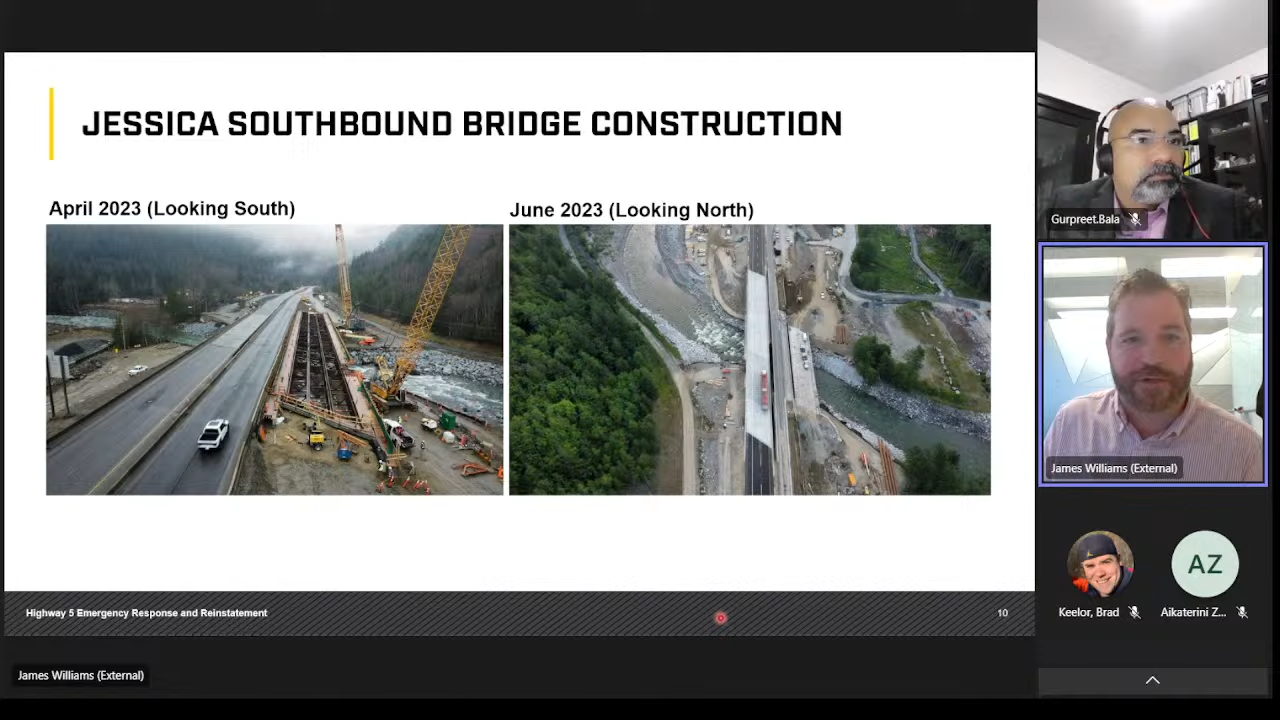 JESSICA SOUTHBOUND BRIDGE CONSTRUCTION
April 2023 (Looking South)
June 2023 (Looking North)
Highway 5 Emergency Response and Reinstatement
10
James Williams (External)
Gurpreet.Bala
James Williams (External)
AZ
Keelor, Brad
Aikaterini Z...